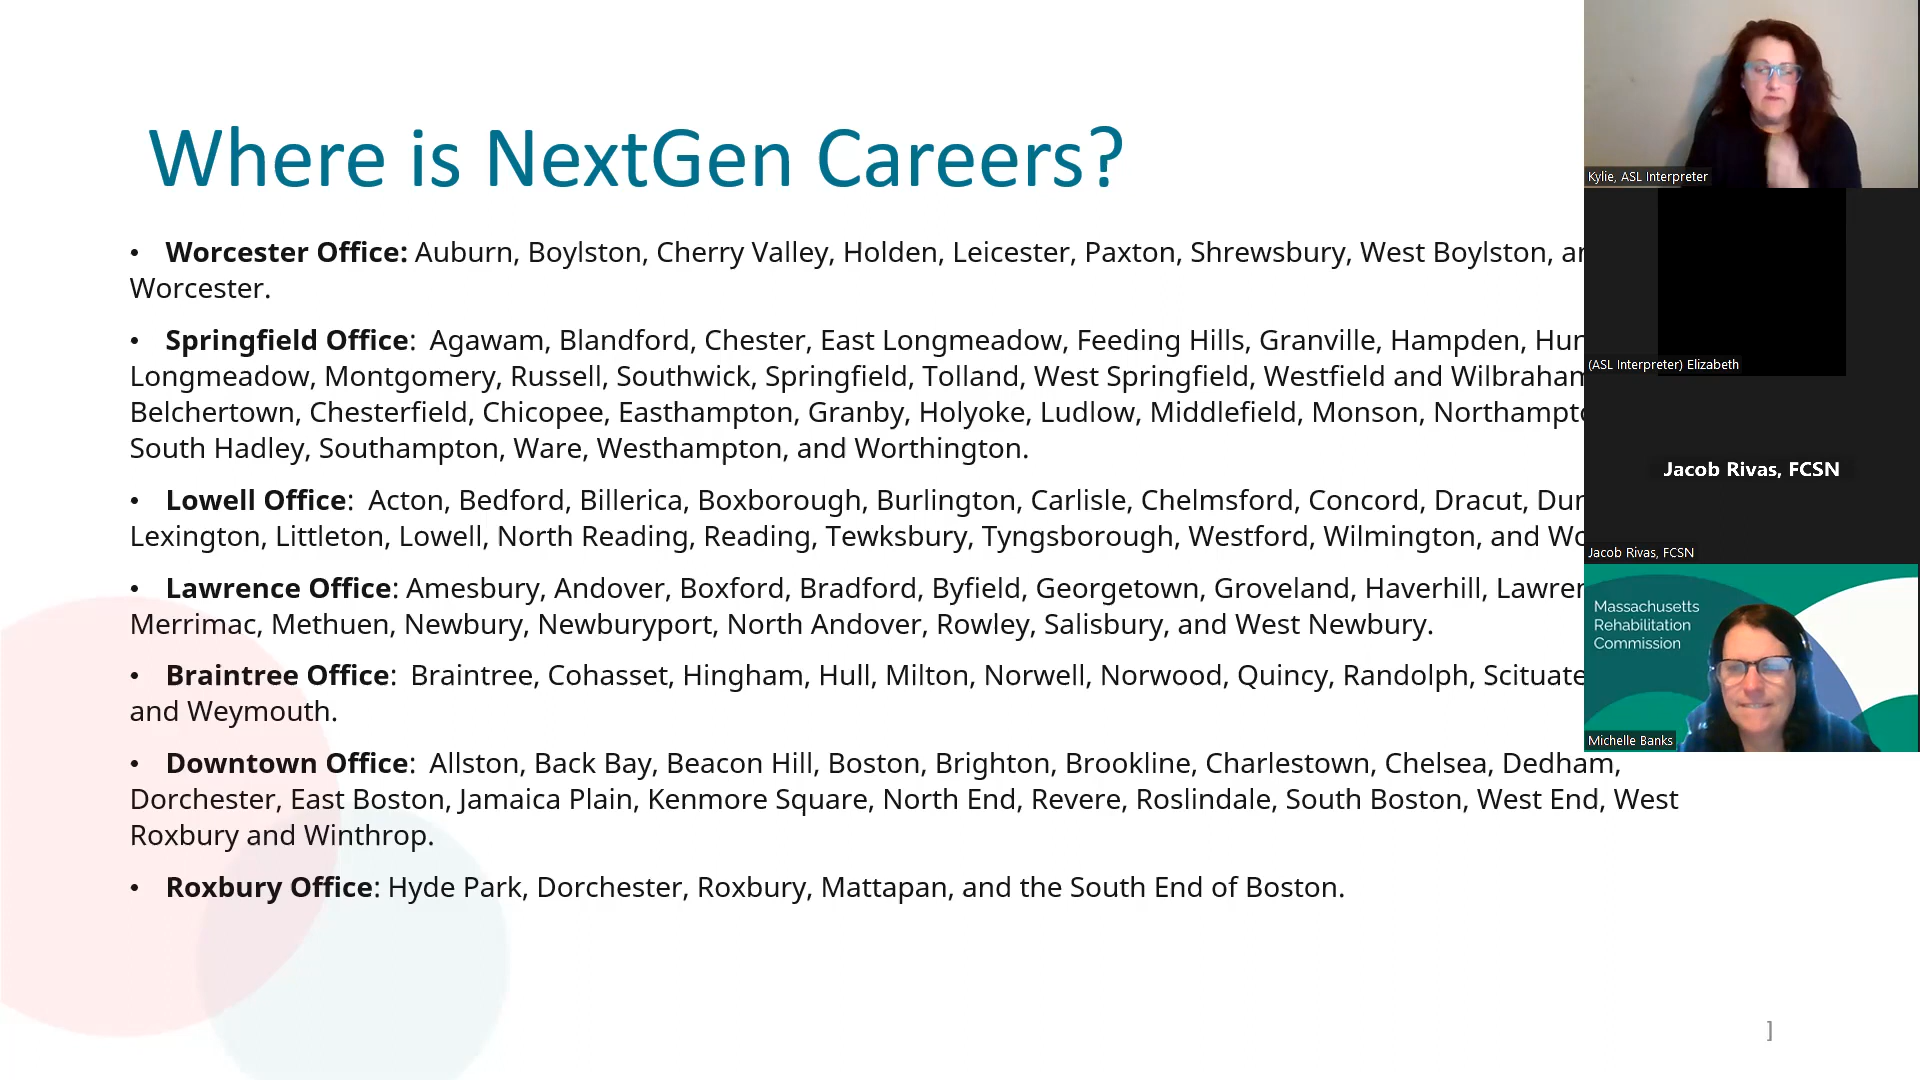 Where is NextGen Careers?
• Worcester Office: Auburn, Boylston, Cherry Valley, Holden, Leicester, Paxton, Shrewsbury, West Boylston,
Worcester.
• Springfield Office: Agawam, Blandford, Chester, East Longmeadow, Feeding Hills, Granville, Hampden,
Longmeadow, Montgomery, Russell, Southwick, Springfield, Tolland, West Springfield, Westfield and Wilbraham
Belchertown, Chesterfield, Chicopee, Easthampton, Granby, Holyoke, Ludlow, Middlefield, Monson,
South Hadley, Southampton, Ware, Westhampton, and Worthington.
• Lowell Office: Acton, Bedford, Billerica, Boxborough, Burlington, Carlisle, Chelmsford, Concord, Dracut,
Lexington, Littleton, Lowell, North Reading, Reading, Tewksbury, Tyngsborough, Westford, Wilmington, and
• Lawrence Office: Amesbury, Andover, Boxford, Bradford, Byfield, Georgetown, Groveland, Haverhill,
Merrimac, Methuen, Newbury, Newburyport, North Andover, Rowley, Salisbury, and West Newbury.
• Braintree Office: Braintree, Cohasset, Hingham, Hull, Milton, Norwell, Norwood, Quincy, Randolph, Scituate
and Weymouth.
• Downtown Office: Allston, Back Bay, Beacon Hill, Boston, Brighton, Brookline, Charlestown, Chelsea, Dedham,
Dorchester, East Boston, Jamaica Plain, Kenmore Square, North End, Revere, Roslindale, South Boston, West End, West
Roxbury and Winthrop.
• Roxbury Office: Hyde Park, Dorchester, Roxbury, Mattapan, and the South End of Boston.
]
Kylie, ASL Interpreter
(ASL Interpreter) Elizabeth
Jacob Rivas, FCSN
Jacob Rivas, FCSN
Massachusetts
Rehabilitation
Commission
Michelle Banks